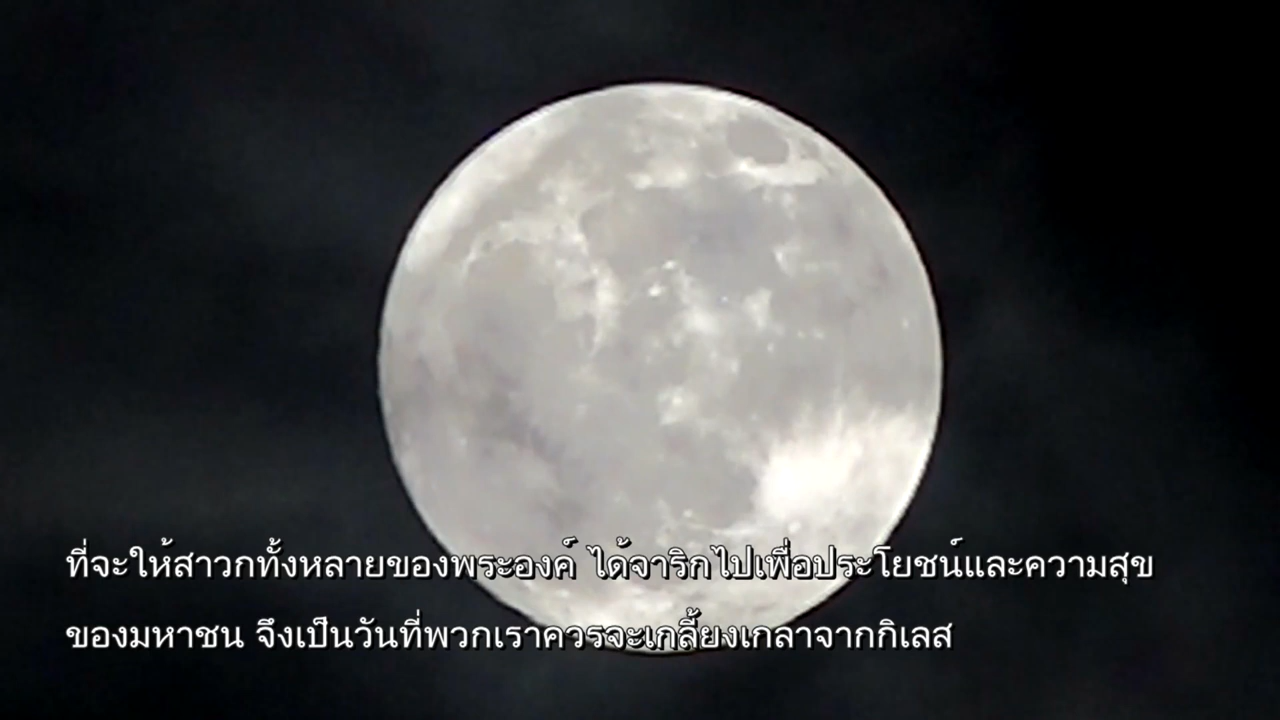 ที่จะให้สาวกทั้งหลายของพระองค์ ได้จาริกไปเพื่อประโยชน์และความสุข
ของมหาชน จึงเป็นวันที่พวกเราควรจะเกลี้ยงเกลาจากกิเลส